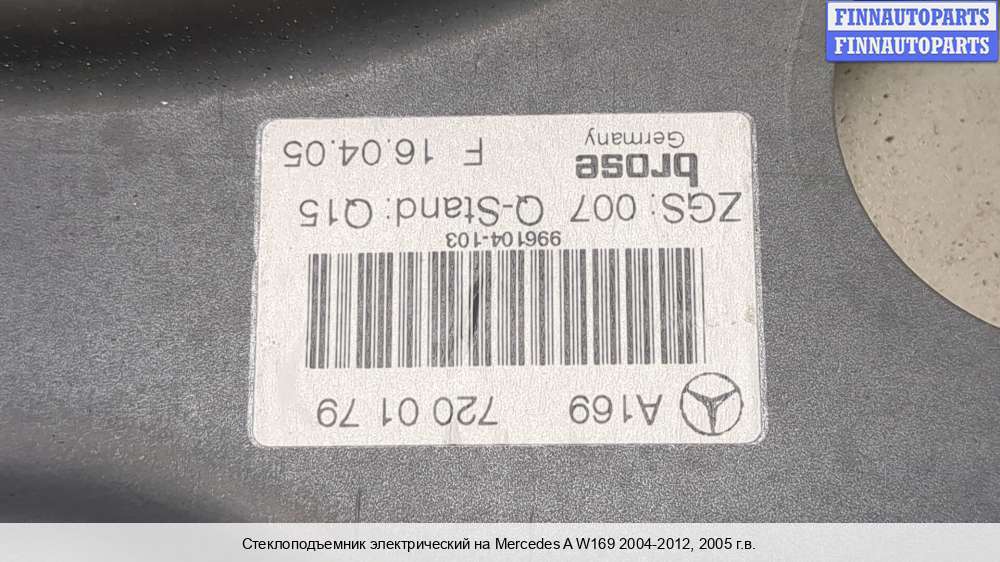 FINNAUTOPARTS
FINNAUTOPARTS
A169 720 01 79
996104-103
ZGS: 007 Q-Stand: Q15
brose
Germany
F 16.04.05
Стеклоподъемник электрический на Mercedes A W169 2004-2012, 2005 г.в.